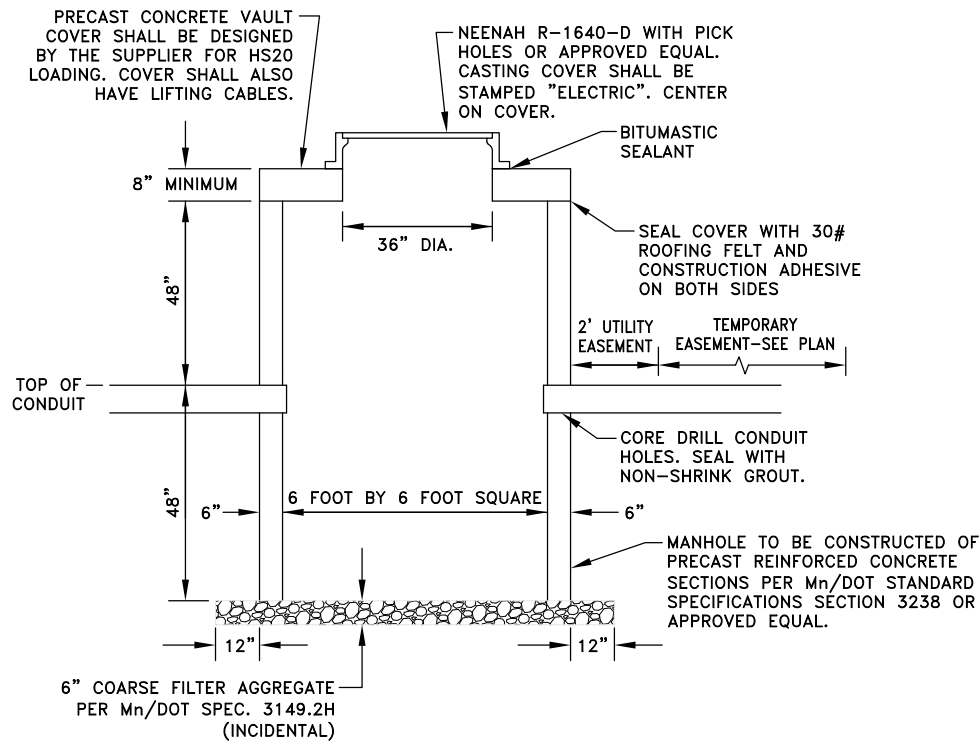 PRECAST CONCRETE VAULT
COVER SHALL BE DESIGNED
BY THE SUPPLIER FOR HS20
LOADING. COVER SHALL ALSO
HAVE LIFTING CABLES.
NEENAH R-1640-D WITH PICK
HOLES OR APPROVED EQUAL.
CASTING COVER SHALL BE
STAMPED "ELECTRIC". CENTER
ON COVER.
BITUMASTIC
SEALANT
8" MINIMUM
36" DIA.
SEAL COVER WITH 30#
ROOFING FELT AND
CONSTRUCTION ADHESIVE
ON BOTH SIDES
48"
2' UTILITY
EASEMENT
TEMPORARY
EASEMENT-SEE PLAN
TOP OF
CONDUIT
CORE DRILL CONDUIT
HOLES. SEAL WITH
NON-SHRINK GROUT.
48"
6"
6 FOOT BY 6 FOOT SQUARE
6"
MANHOLE TO BE CONSTRUCTED OF
PRECAST REINFORCED CONCRETE
SECTIONS PER Mn/DOT STANDARD
SPECIFICATIONS SECTION 3238 OR
APPROVED EQUAL.
12"
12"
6" COARSE FILTER AGGREGATE
PER Mn/DOT SPEC. 3149.2H
(INCIDENTAL)